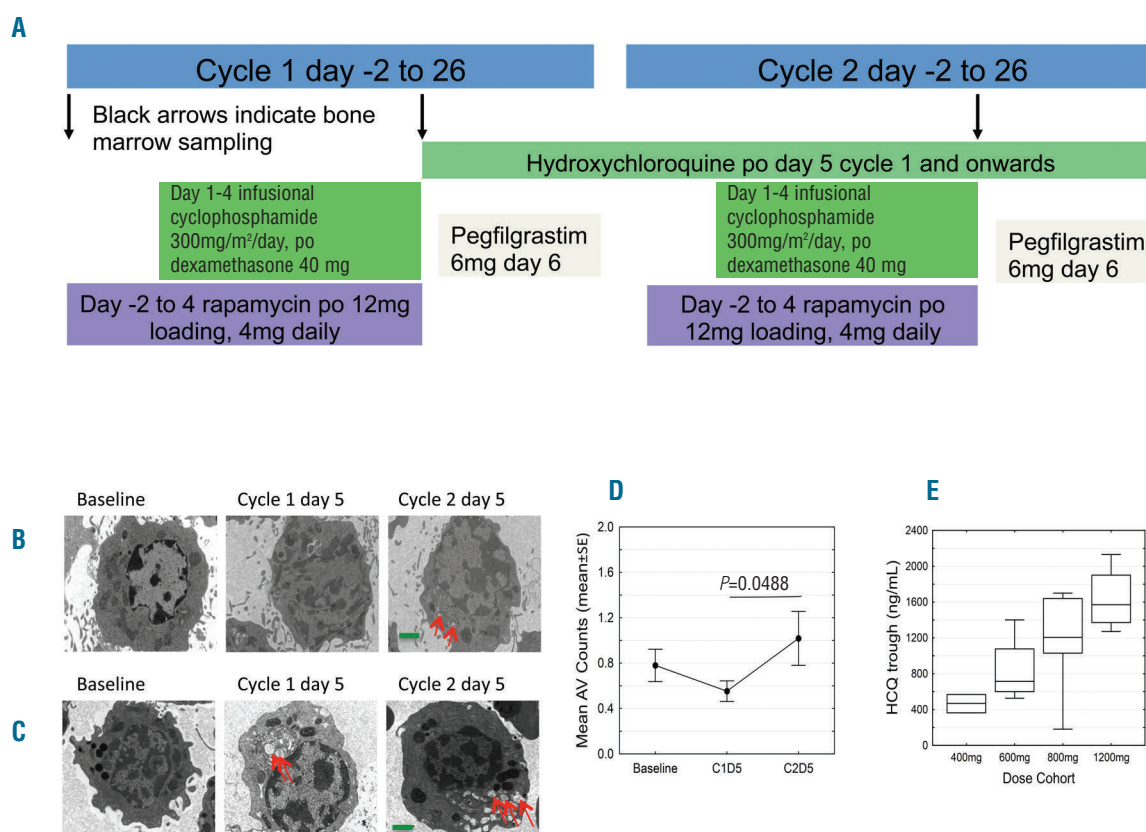 A
Cycle 1 day -2 to 26
Cycle 2 day -2 to 26
Black arrows indicate bone
marrow sampling
Hydroxychloroquine po day 5 cycle 1 and onwards
Day 1-4 infusional
cyclophosphamide
300mg/m²/day, po
dexamethasone 40 mg
Pegfilgrastim
6mg day 6
Day 1-4 infusional
cyclophosphamide
300mg/m²/day, po
dexamethasone 40 mg
Pegfilgrastim
6mg day 6
Day -2 to 4 rapamycin po 12mg
loading, 4mg daily
Day -2 to 4 rapamycin po
12mg loading, 4mg daily
B
Baseline
Cycle 1 day 5
Cycle 2 day 5
C
Baseline
Cycle 1 day 5
Cycle 2 day 5
D
Mean AV Counts (mean±SE)
2.0
1.6
1.2
0.8
0.4
0.0
P=0.0488
Baseline
C1D5
C2D5
E
HCQ trough (ng/mL)
2400
2000
1600
1200
800
400
0
400mg
600mg
800mg
1200mg
Dose Cohort